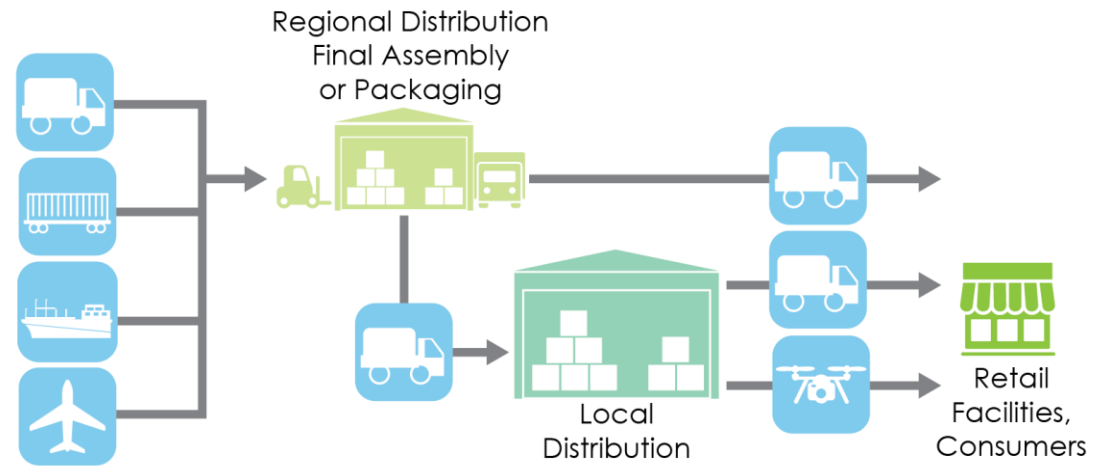 Regional Distribution
Final Assembly
or Packaging
Local
Distribution
Retail
Facilities,
Consumers